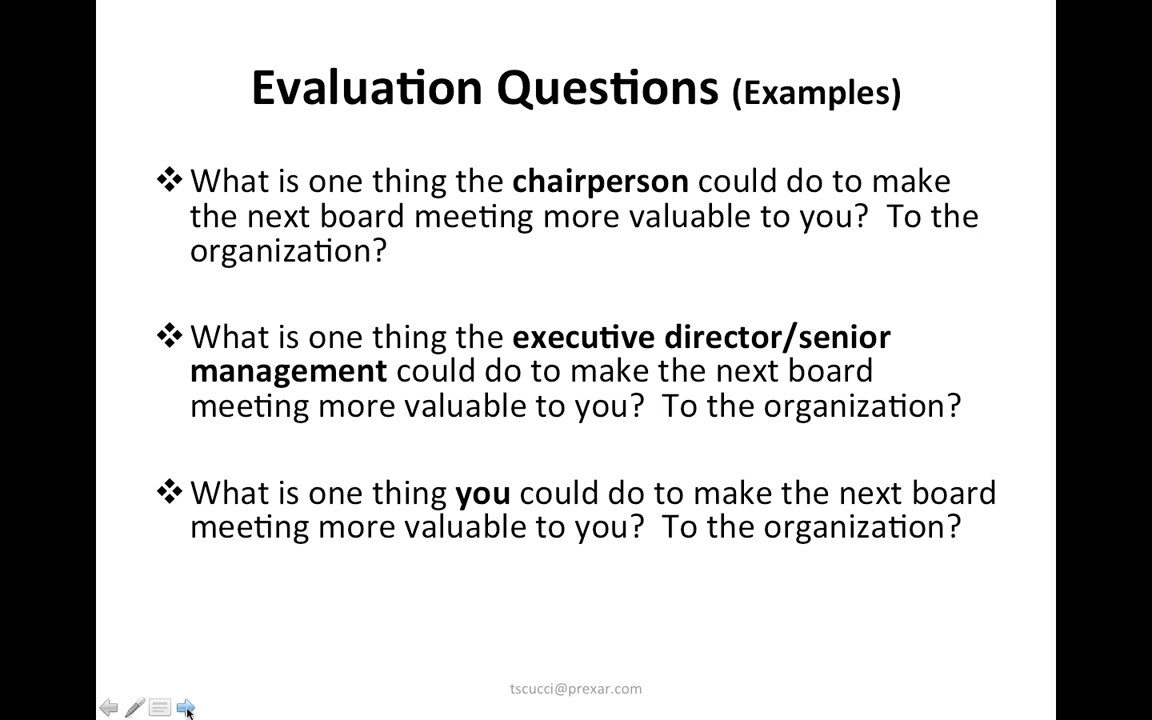 Evaluation Questions (Examples)
❖ What is one thing the chairperson could do to make
the next board meeting more valuable to you?  To the
organization?
❖ What is one thing the executive director/senior
management could do to make the next board
meeting more valuable to you?  To the organization?
❖ What is one thing you could do to make the next board
meeting more valuable to you?  To the organization?
tscucci@prexar.com